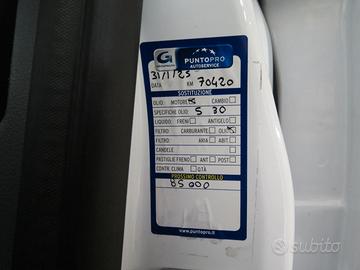 G
PUNTOPRO
AUTOSERVICE
31/1/23 70420
DATA KM
SOSTITUZIONE
OLIO: MOTORE CAMBIO
SPECIFICHE OLIO 5 30
LIQUIDO: FRENI ANTIGELO
FILTRO: CARBURANTE OLIO
FILTRO: ARIA ABIT.
CANDELE
PASTIGLIE FRENO ANT POST
CONTR. CLIMA QTÀ
PROSSIMO CONTROLLO
85000
www.puntopro.it
subito